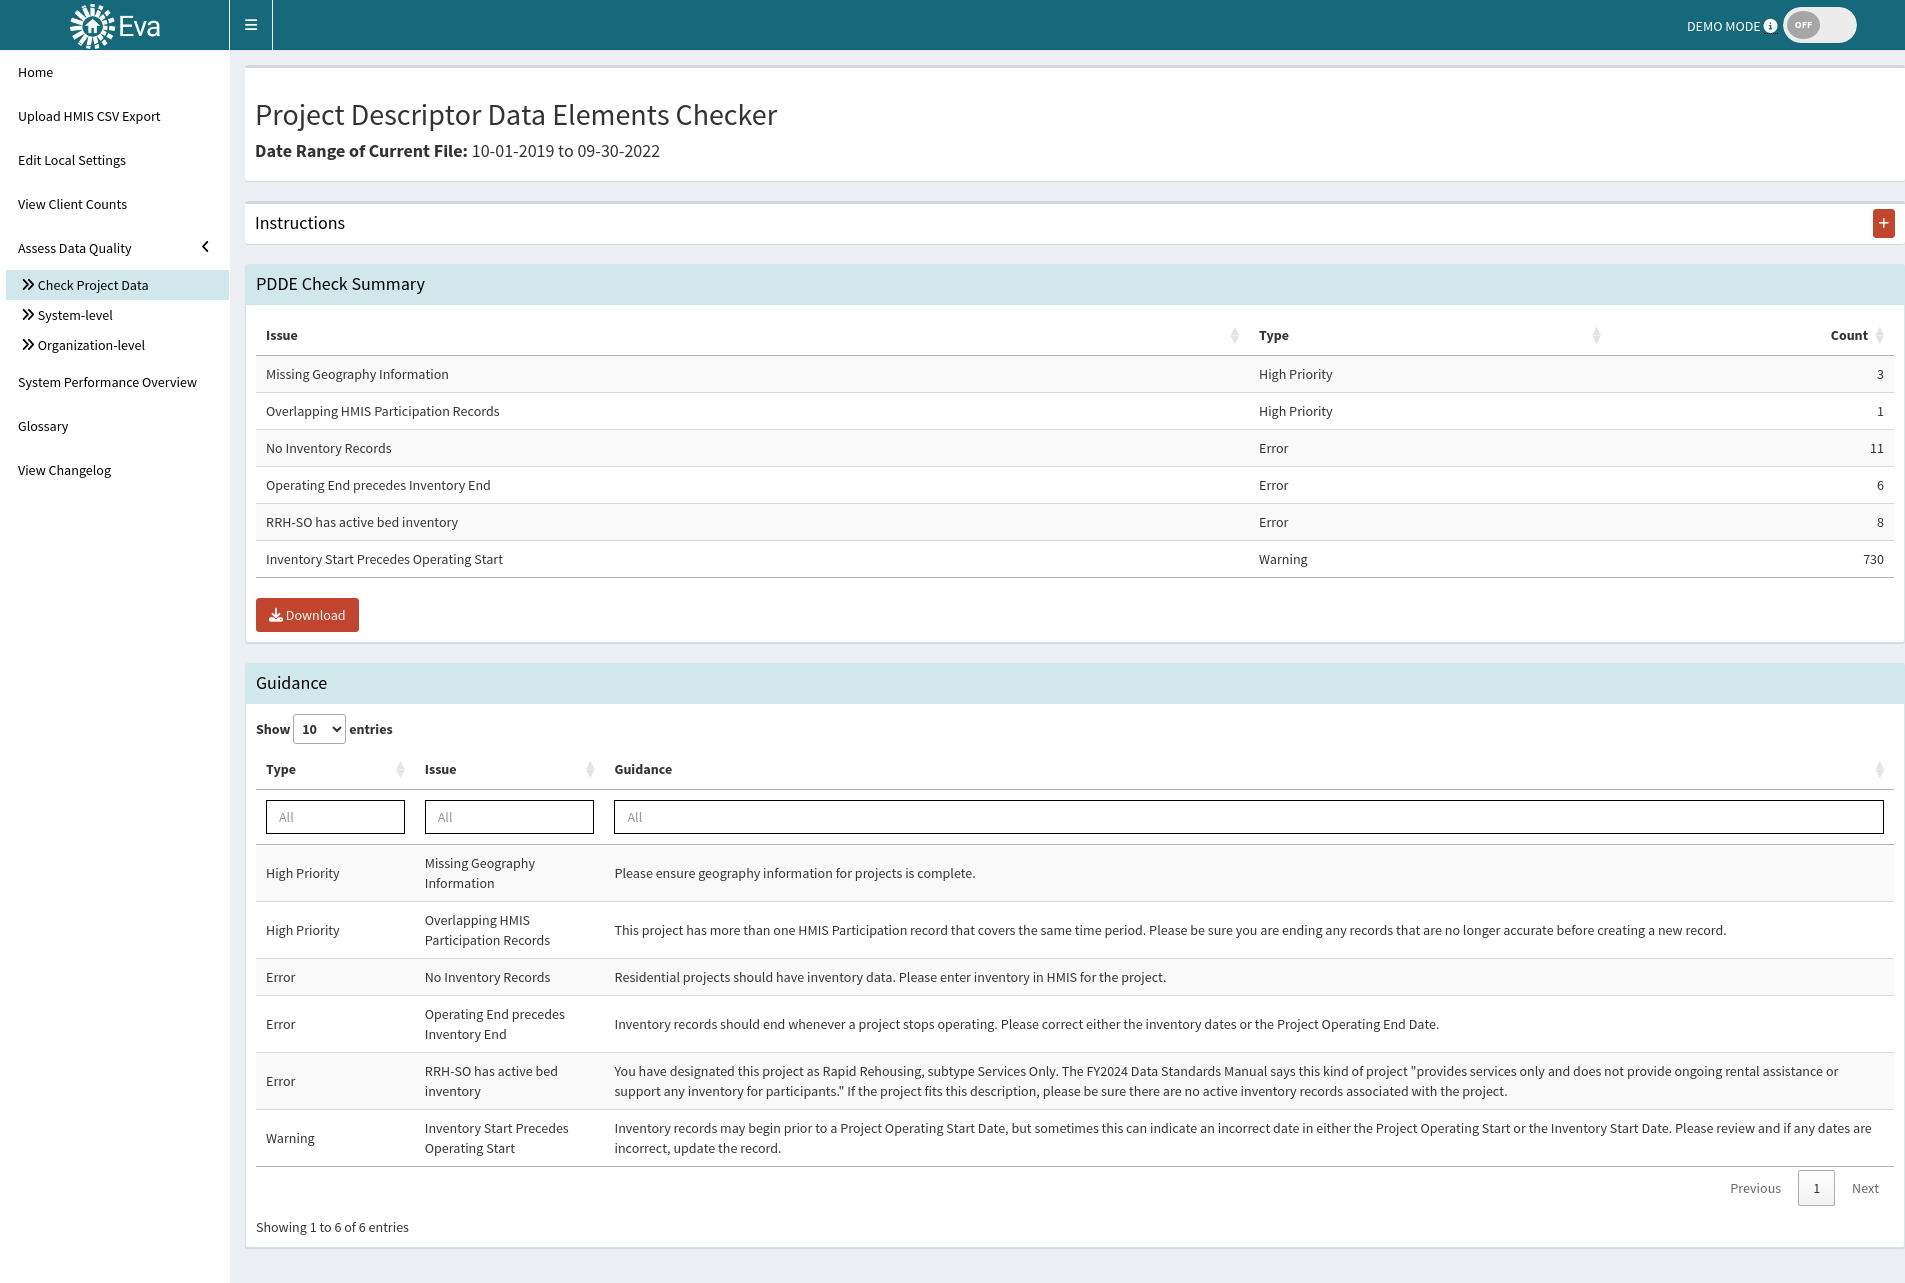 Eva
DEMO MODE
OFF
Home
Upload HMIS CSV Export
Edit Local Settings
View Client Counts
Assess Data Quality
Check Project Data
System-level
Organization-level
System Performance Overview
Glossary
View Changelog
Project Descriptor Data Elements Checker
Date Range of Current File: 10-01-2019 to 09-30-2022
Instructions
+
PDDE Check Summary
Issue Type Count
Missing Geography Information High Priority 3
Overlapping HMIS Participation Records High Priority 1
No Inventory Records Error 11
Operating End precedes Inventory End Error 6
RRH-SO has active bed inventory Error 8
Inventory Start Precedes Operating Start Warning 730
Download
Guidance
Show 10 entries
Type Issue Guidance
All All All
High Priority
Missing Geography
Information
Please ensure geography information for projects is complete.
High Priority
Overlapping HMIS
Participation Records
This project has more than one HMIS Participation record that covers the same time period. Please be sure you are ending any records that are no longer accurate before creating a new record.
Error No Inventory Records Residential projects should have inventory data. Please enter inventory in HMIS for the project.
Error
Operating End precedes
Inventory End
Inventory records should end whenever a project stops operating. Please correct either the inventory dates or the Project Operating End Date.
Error
RRH-SO has active bed
inventory
You have designated this project as Rapid Rehousing, subtype Services Only. The FY2024 Data Standards Manual says this kind of project "provides services only and does not provide ongoing rental assistance or
support any inventory for participants." If the project fits this description, please be sure there are no active inventory records associated with the project.
Warning
Inventory Start Precedes
Operating Start
Inventory records may begin prior to a Project Operating Start Date, but sometimes this can indicate an incorrect date in either the Project Operating Start or the Inventory Start Date. Please review and if any dates are
incorrect, update the record.
Previous 1 Next
Showing 1 to 6 of 6 entries